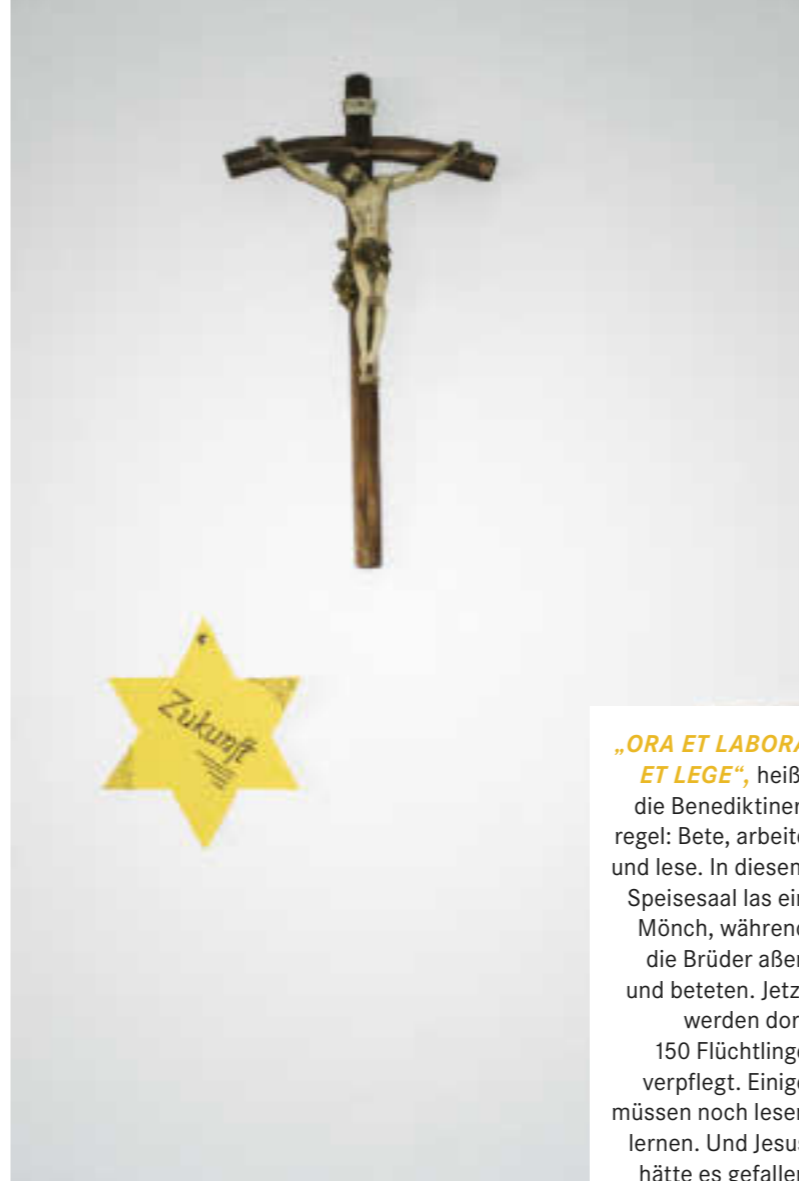 Zukunft
„ORA ET LABORA
ET LEGE“, heiß
die Benediktiner
regel: Bete, arbeite
und lese. In diesem
Speisesaal las ein
Mönch, während
die Brüder aßen
und beteten. Jetz
werden dor
150 Flüchtlinge
verpflegt. Einige
müssen noch lesen
lernen. Und Jesus
hätte es gefallen